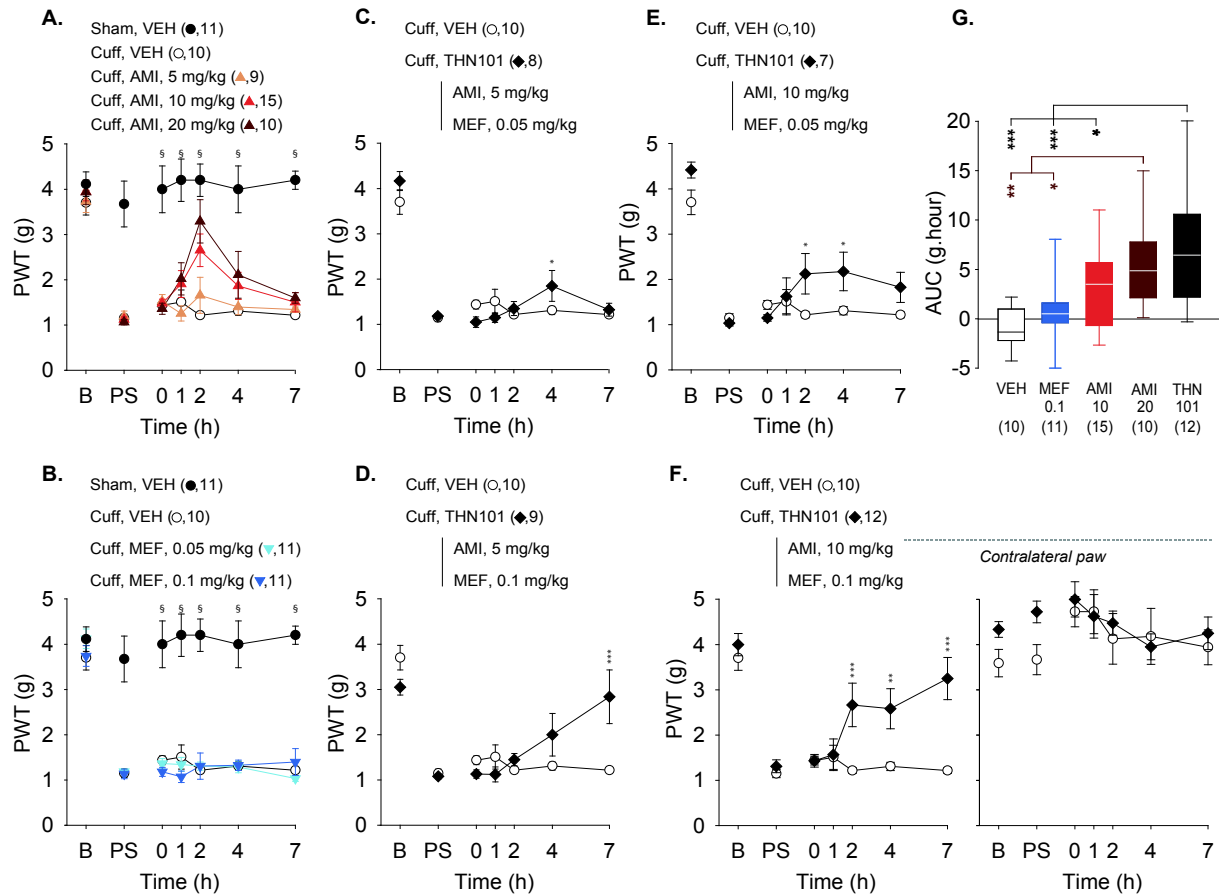 A.
Sham, VEH (●,11)
Cuff, VEH (○,10)
Cuff, AMI, 5 mg/kg (▲,9)
Cuff, AMI, 10 mg/kg (▲,15)
Cuff, AMI, 20 mg/kg (▲,10)
§ § § § §
PWT (g)
5
4
3
2
1
0
B PS 0 1 2 4 7
Time (h)
C.
Cuff, VEH (○,10)
Cuff, THN101 (◆,8)
AMI, 5 mg/kg
MEF, 0.05 mg/kg
*
PWT (g)
5
4
3
2
1
0
B PS 0 1 2 4 7
Time (h)
E.
Cuff, VEH (○,10)
Cuff, THN101 (◆,7)
AMI, 10 mg/kg
MEF, 0.05 mg/kg
* *
PWT (g)
5
4
3
2
1
0
B PS 0 1 2 4 7
Time (h)
G.
*** *** *
** *
AUC (g.hour)
20
15
10
5
0
-5
VEH MEF AMI AMI THN
0.1 10 20 101
(10) (11) (15) (10) (12)
B.
Sham, VEH (●,11)
Cuff, VEH (○,10)
Cuff, MEF, 0.05 mg/kg (▼,11)
Cuff, MEF, 0.1 mg/kg (▼,11)
§ § § § §
PWT (g)
5
4
3
2
1
0
B PS 0 1 2 4 7
Time (h)
D.
Cuff, VEH (○,10)
Cuff, THN101 (◆,9)
AMI, 5 mg/kg
MEF, 0.1 mg/kg
***
PWT (g)
5
4
3
2
1
0
B PS 0 1 2 4 7
Time (h)
F.
Cuff, VEH (○,10)
Cuff, THN101 (◆,12)
AMI, 10 mg/kg
MEF, 0.1 mg/kg
Contralateral paw
*** ** ***
PWT (g)
5
4
3
2
1
0
B PS 0 1 2 4 7
Time (h)
B PS 0 1 2 4 7
Time (h)